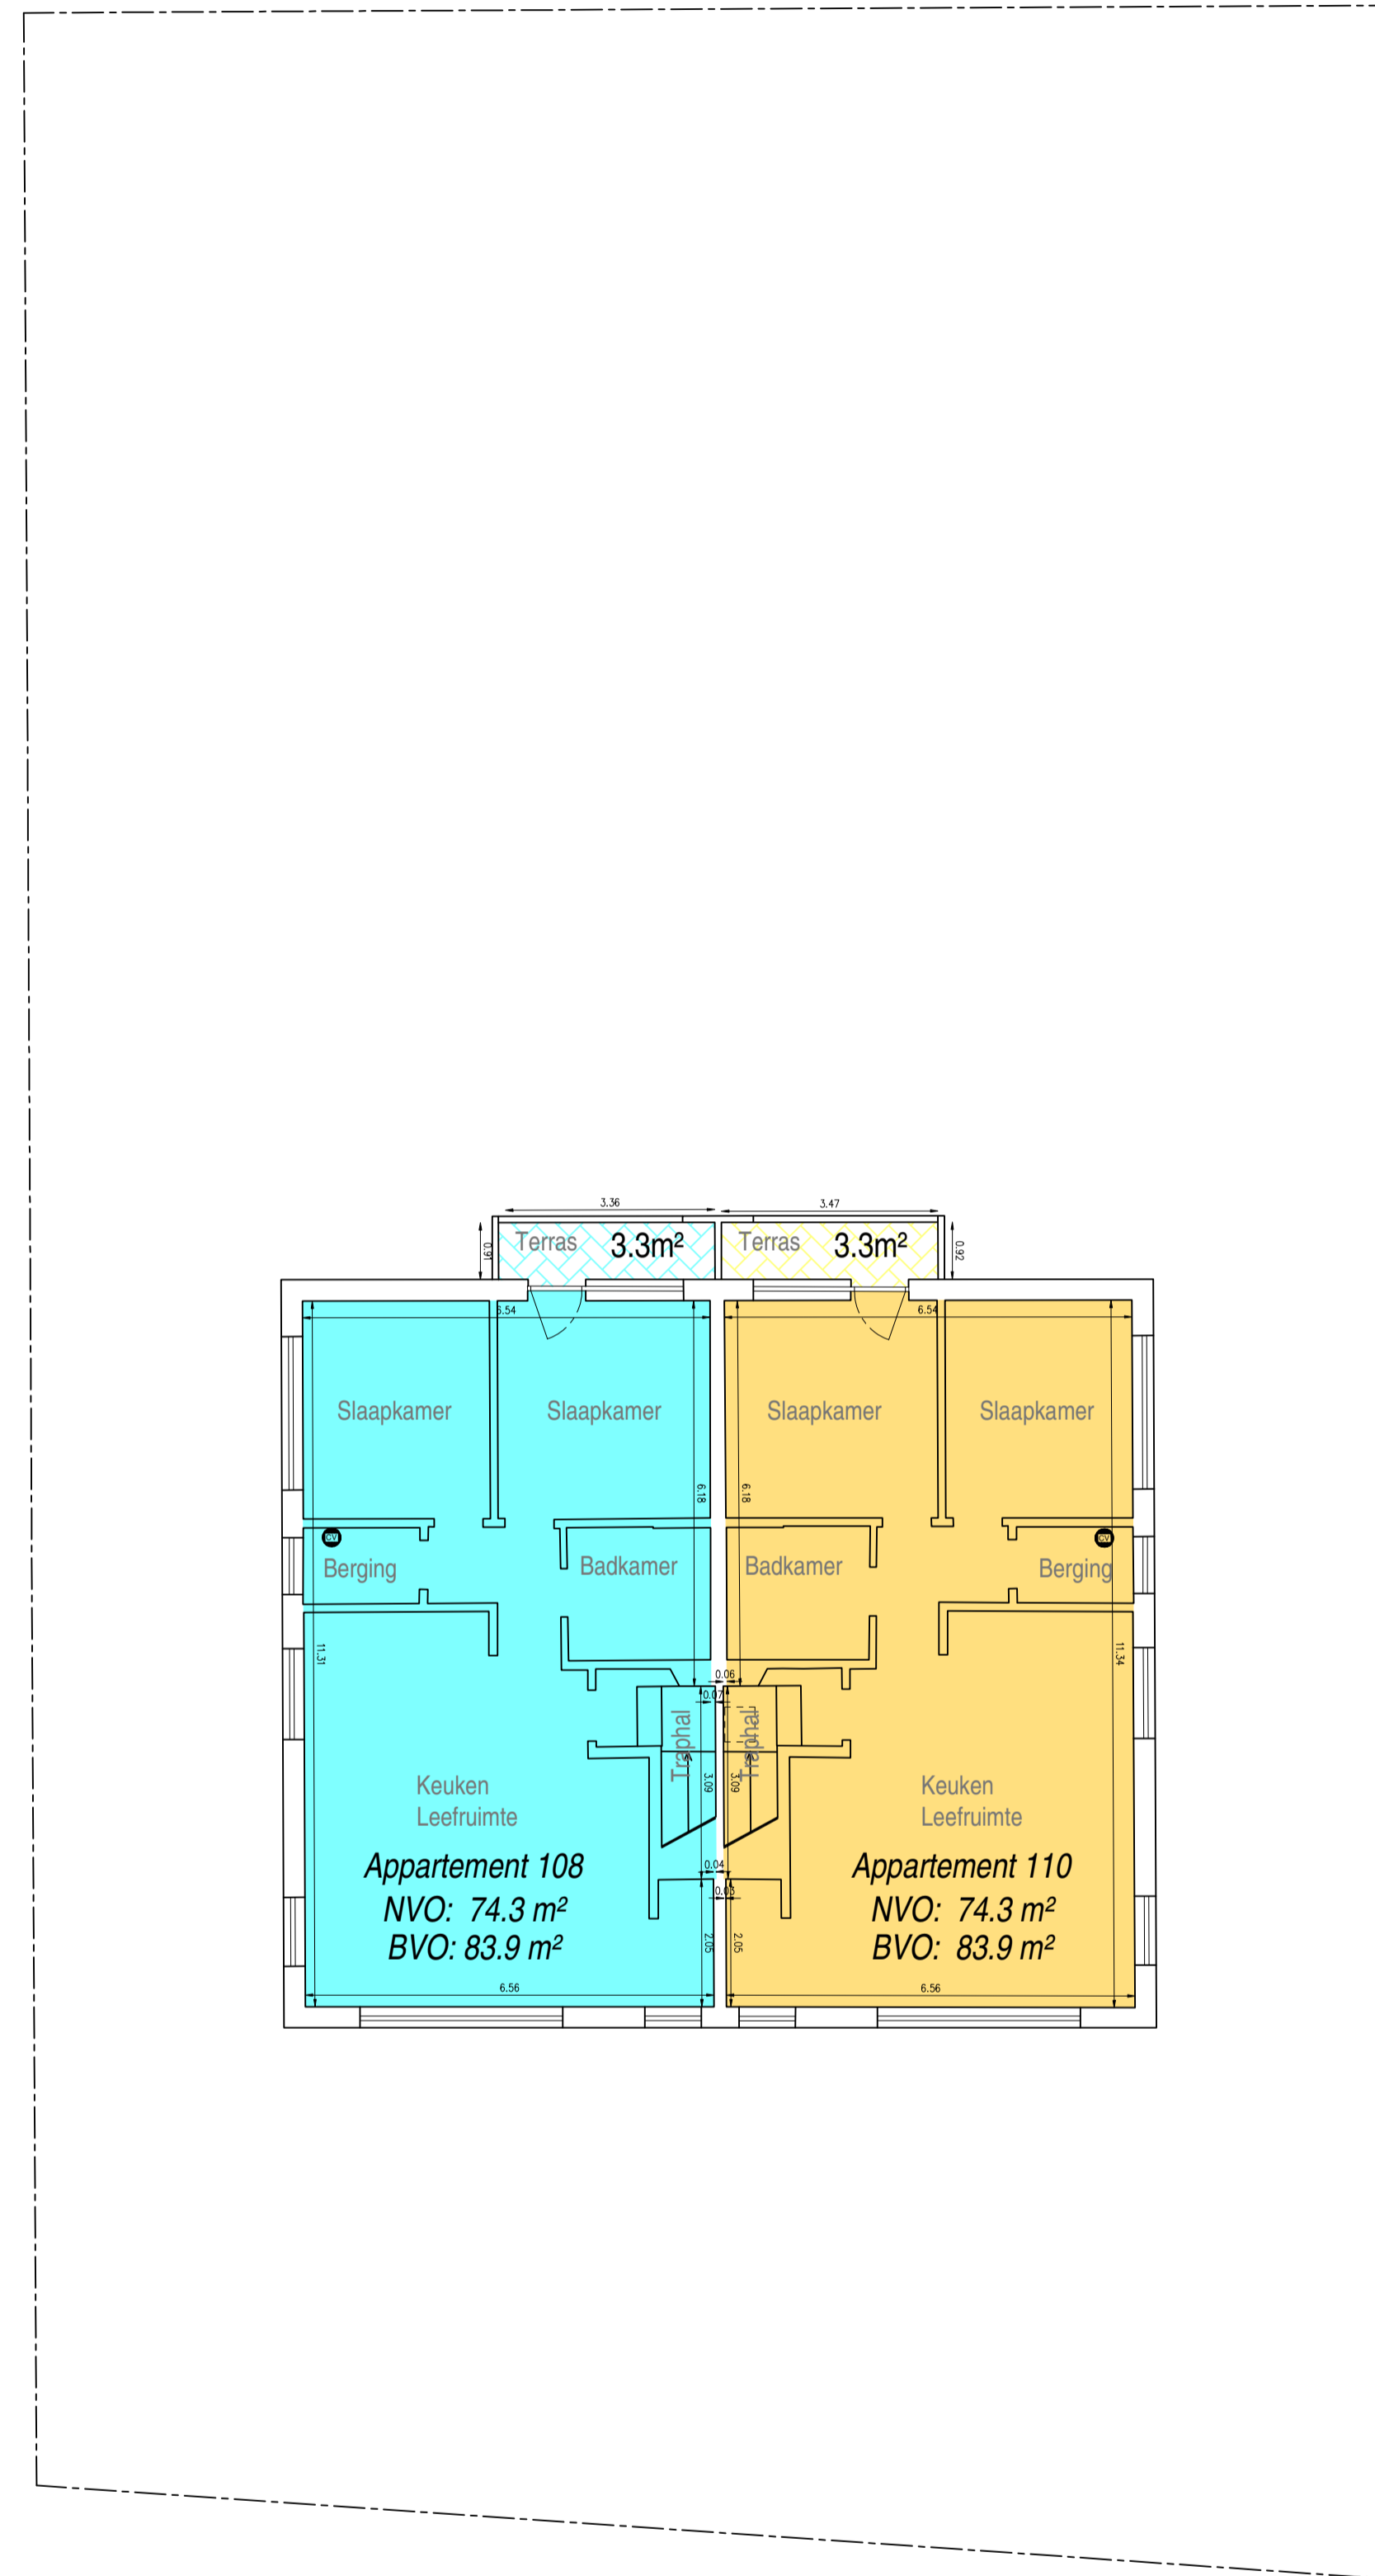 3.36
3.47
Terras 3.3m²
Terras 3.3m²
0.91
0.92
6.54
6.54
Slaapkamer
Slaapkamer
Slaapkamer
Slaapkamer
6.18
6.18
CV
CV
Berging
Badkamer
Badkamer
Berging
11.31
11.34
0.06
0.07
Traphal
Traphal
3.09
3.09
Keuken
Leefruimte
Keuken
Leefruimte
Appartement 108
NVO: 74.3 m²
BVO: 83.9 m²
Appartement 110
NVO: 74.3 m²
BVO: 83.9 m²
0.04
0.03
2.05
2.05
6.56
6.56